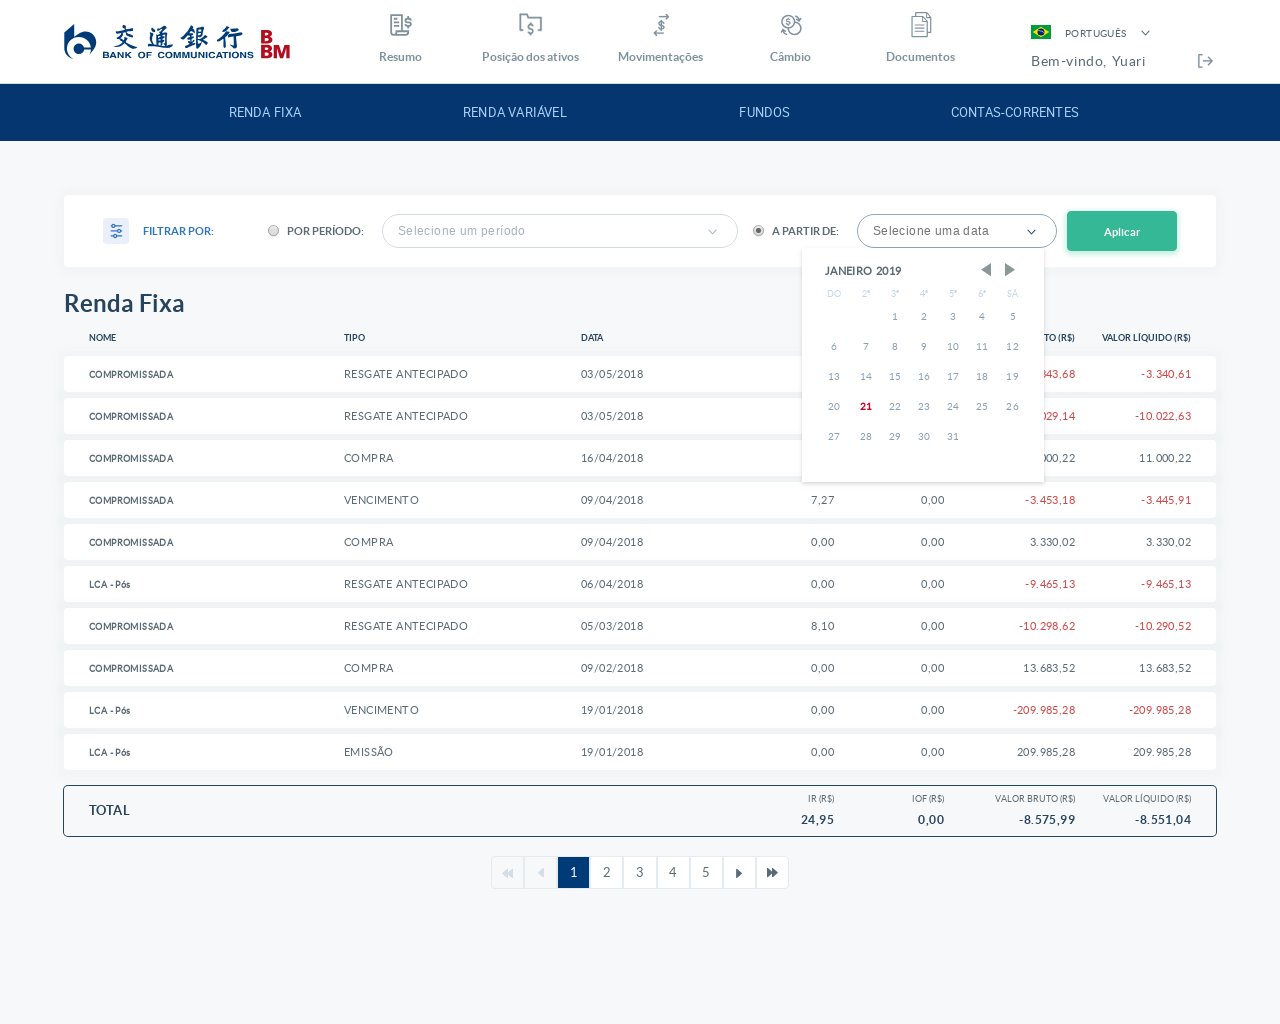 交通銀行 B
BANK OF COMMUNICATIONS BM
Resumo
Posição dos ativos
Movimentações
Câmbio
Documentos
PORTUGUÊS
Bem-vindo, Yuari
RENDA FIXA RENDA VARIÁVEL FUNDOS CONTAS-CORRENTES
FILTRAR POR: POR PERÍODO: Selecione um período A PARTIR DE: Selecione uma data Aplicar
JANEIRO 2019
DO 2ª 3ª 4ª 5ª 6ª SÁ
1 2 3 4 5
6 7 8 9 10 11 12
13 14 15 16 17 18 19
20 21 22 23 24 25 26
27 28 29 30 31
Renda Fixa
NOME TIPO DATA TO (R$) VALOR LÍQUIDO (R$)
COMPROMISSADA RESGATE ANTECIPADO 03/05/2018 343,68 -3.340,61
COMPROMISSADA RESGATE ANTECIPADO 03/05/2018 029,14 -10.022,63
COMPROMISSADA COMPRA 16/04/2018 000,22 11.000,22
COMPROMISSADA VENCIMENTO 09/04/2018 7,27 0,00 -3.453,18 -3.445,91
COMPROMISSADA COMPRA 09/04/2018 0,00 0,00 3.330,02 3.330,02
LCA - Pós RESGATE ANTECIPADO 06/04/2018 0,00 0,00 -9.465,13 -9.465,13
COMPROMISSADA RESGATE ANTECIPADO 05/03/2018 8,10 0,00 -10.298,62 -10.290,52
COMPROMISSADA COMPRA 09/02/2018 0,00 0,00 13.683,52 13.683,52
LCA - Pós VENCIMENTO 19/01/2018 0,00 0,00 -209.985,28 -209.985,28
LCA - Pós EMISSÃO 19/01/2018 0,00 0,00 209.985,28 209.985,28
IR (R$) IOF (R$) VALOR BRUTO (R$) VALOR LÍQUIDO (R$)
TOTAL 24,95 0,00 -8.575,99 -8.551,04
1 2 3 4 5